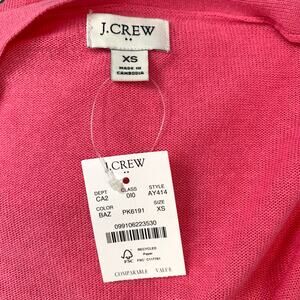 J.CREW
XS
MADE IN
CAMBODIA
J.CREW
DEPT CLASS STYLE
CA2 010 AY414
COLOR SIZE
BAZ PK6191 XS
099106223530
FSC
RECYCLED
Paper
COMPARABLE VALUE